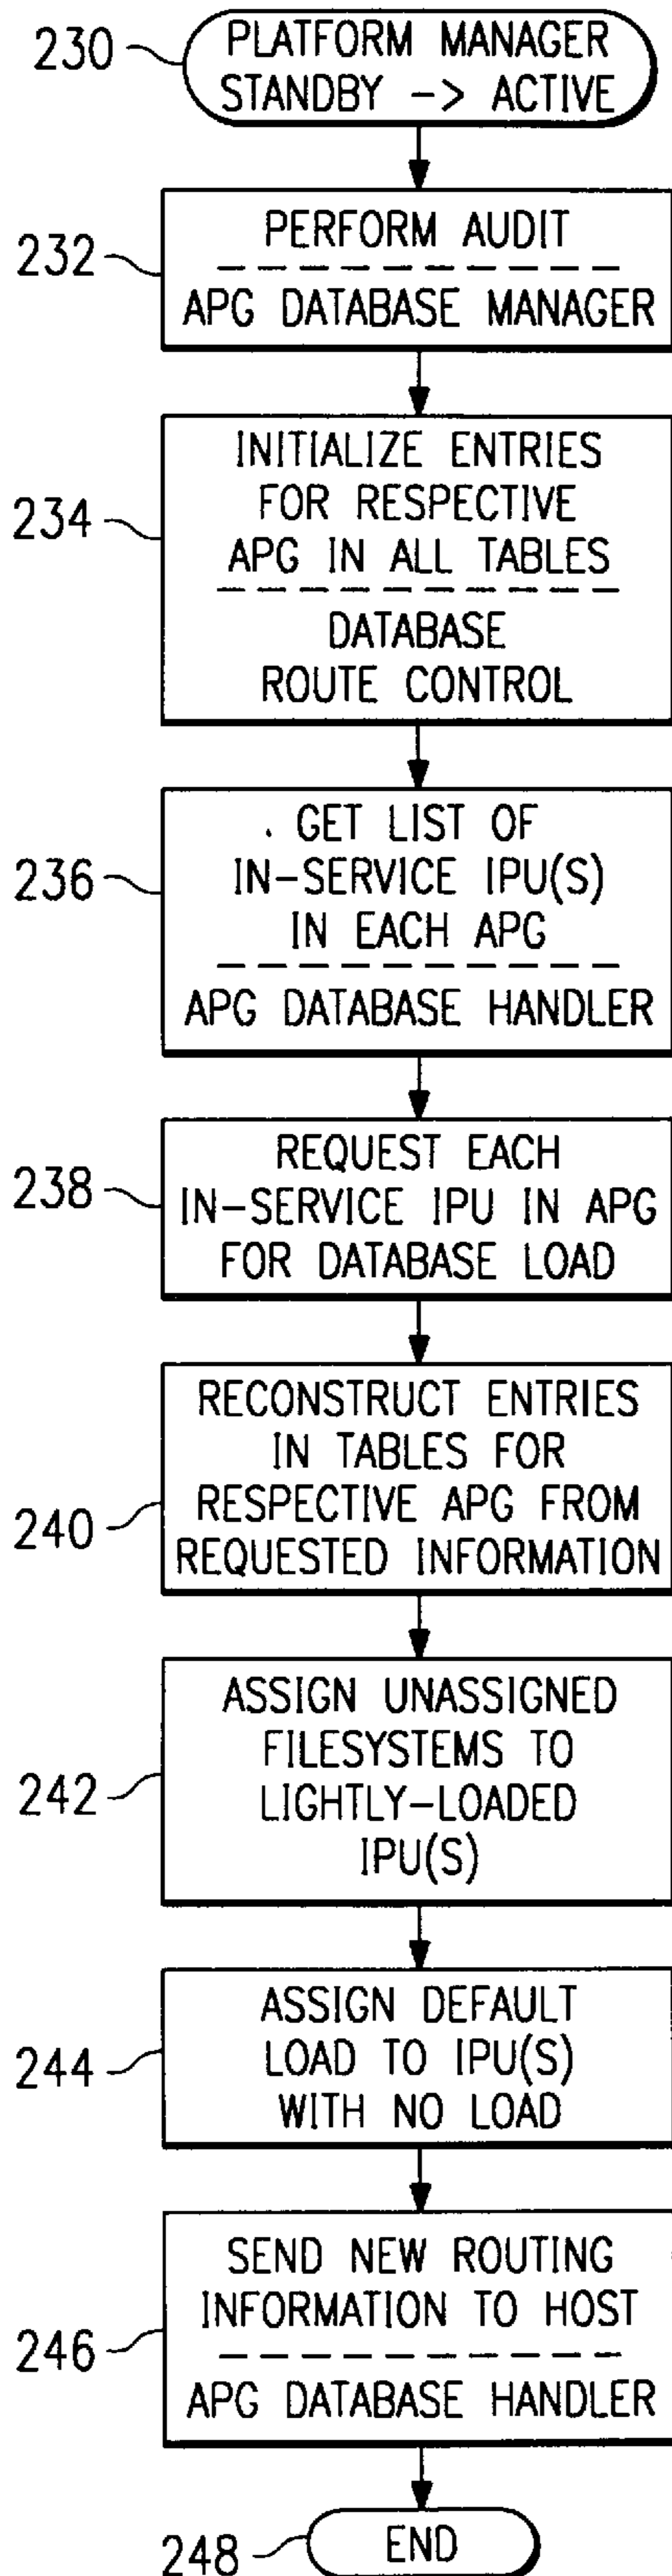 230
PLATFORM MANAGER
STANDBY -> ACTIVE
232
PERFORM AUDIT
APG DATABASE MANAGER
234
INITIALIZE ENTRIES
FOR RESPECTIVE
APG IN ALL TABLES
DATABASE
ROUTE CONTROL
236
GET LIST OF
IN-SERVICE IPU(S)
IN EACH APG
APG DATABASE HANDLER
238
REQUEST EACH
IN-SERVICE IPU IN APG
FOR DATABASE LOAD
240
RECONSTRUCT ENTRIES
IN TABLES FOR
RESPECTIVE APG FROM
REQUESTED INFORMATION
242
ASSIGN UNASSIGNED
FILESYSTEMS TO
LIGHTLY-LOADED
IPU(S)
244
ASSIGN DEFAULT
LOAD TO IPU(S)
WITH NO LOAD
246
SEND NEW ROUTING
INFORMATION TO HOST
APG DATABASE HANDLER
248
END